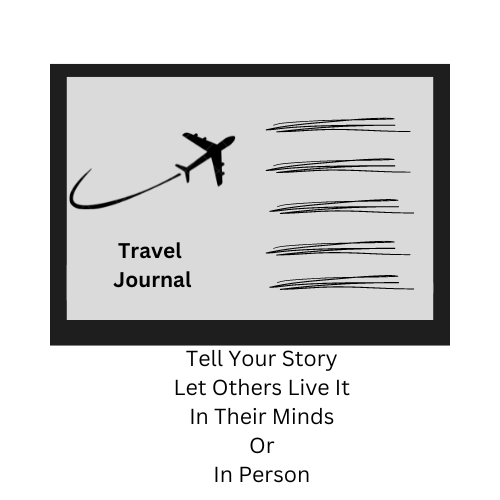 Travel
Journal
Tell Your Story
Let Others Live It
In Their Minds
Or
In Person